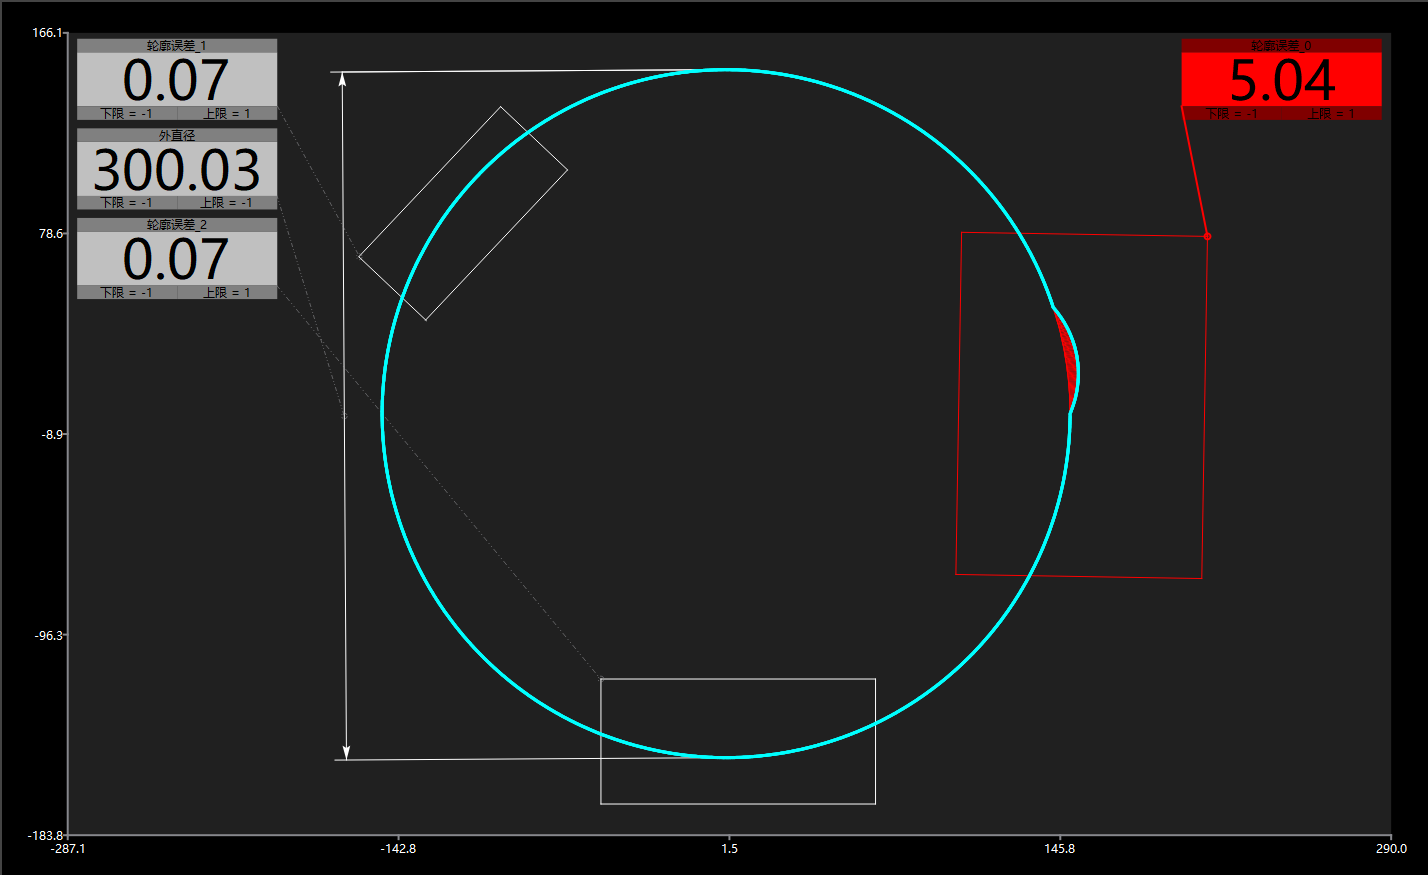 166.1
轮廓误差_1
0.07
下限 = -1 上限 = 1
外直径
300.03
下限 = -1 上限 = -1
轮廓误差_2
0.07
下限 = -1 上限 = 1
轮廓误差_0
5.04
下限 = -1 上限 = 1
78.6
-8.9
-96.3
-183.8
-287.1 -142.8 1.5 145.8 290.0